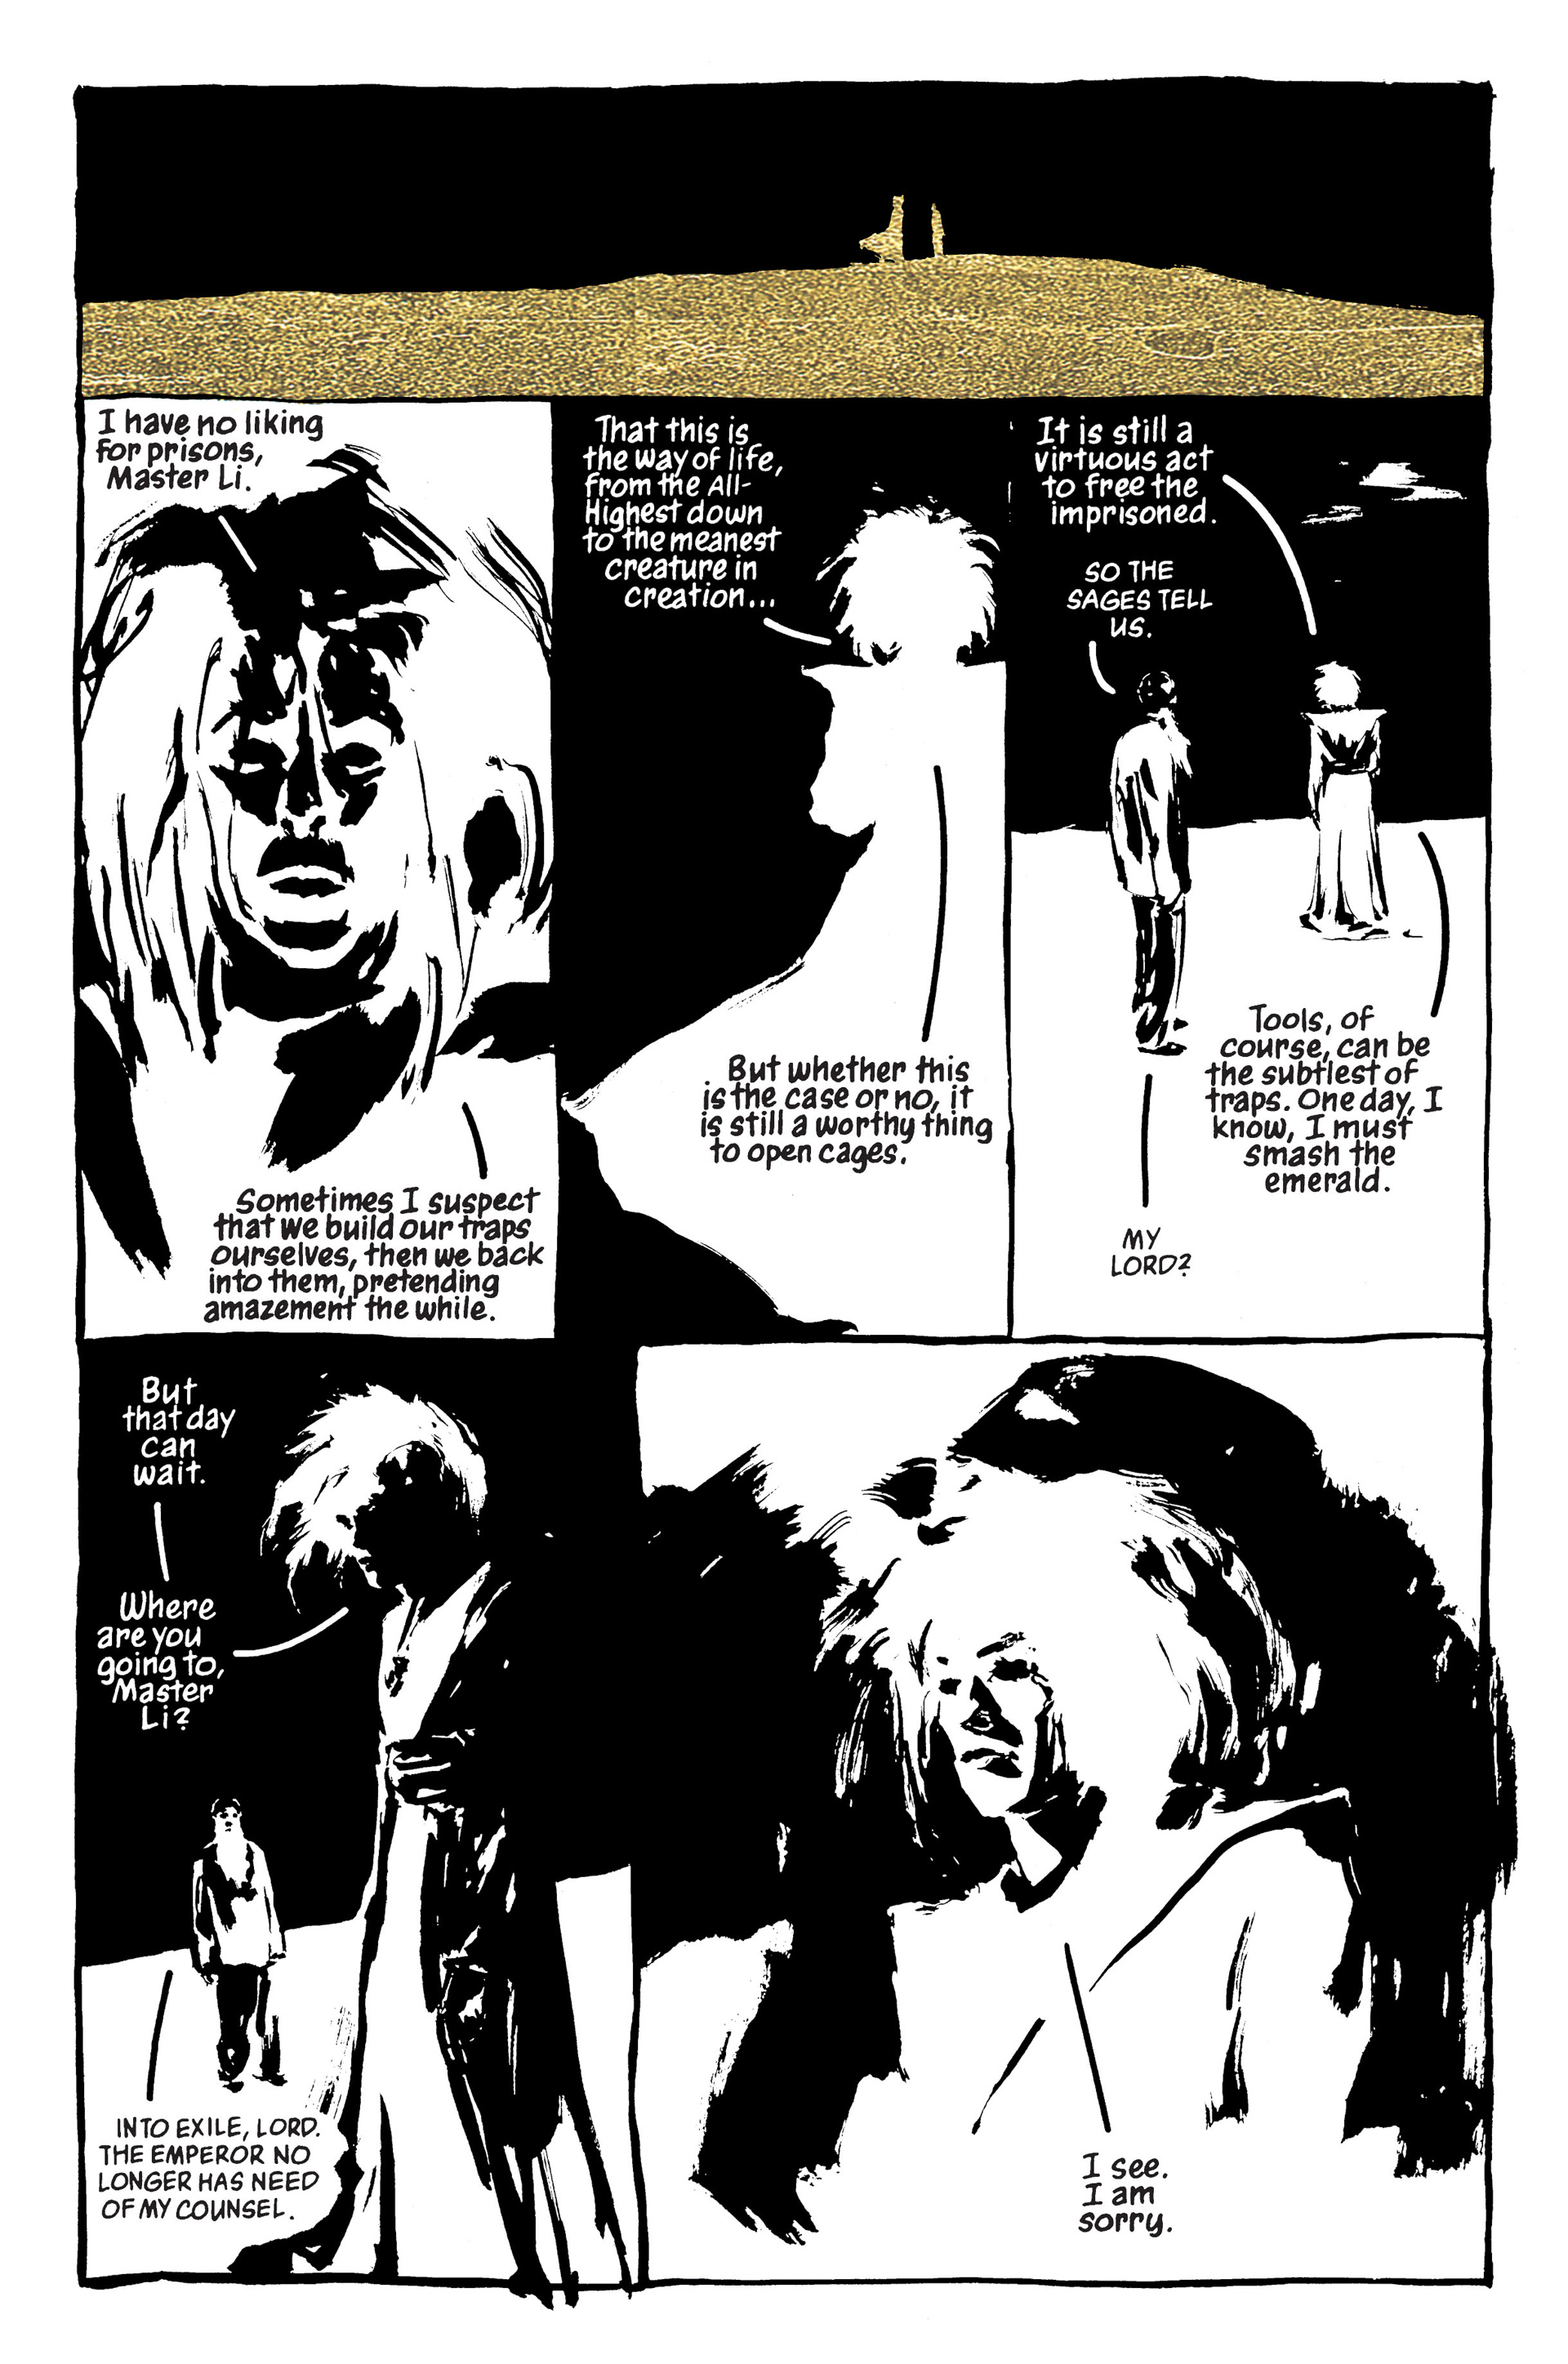 I have no liking
for prisons,
Master Li.
Sometimes I suspect
that we build our traps
ourselves, then we back
into them, pretending
amazement the while.
That this is
the way of life,
from the All-
Highest down
to the meanest
creature in
creation...
But whether this
is the case or no, it
is still a worthy thing
to open cages.
It is still a
virtuous act
to free the
imprisoned.
SO THE
SAGES TELL
US.
Tools, of
course, can be
the subtlest of
traps. One day, I
know, I must
smash the
emerald.
MY
LORD?
But
that day
can
wait.
Where
are you
going to,
Master
Li?
INTO EXILE, LORD.
THE EMPEROR NO
LONGER HAS NEED
OF MY COUNSEL.
I see.
I am
sorry.